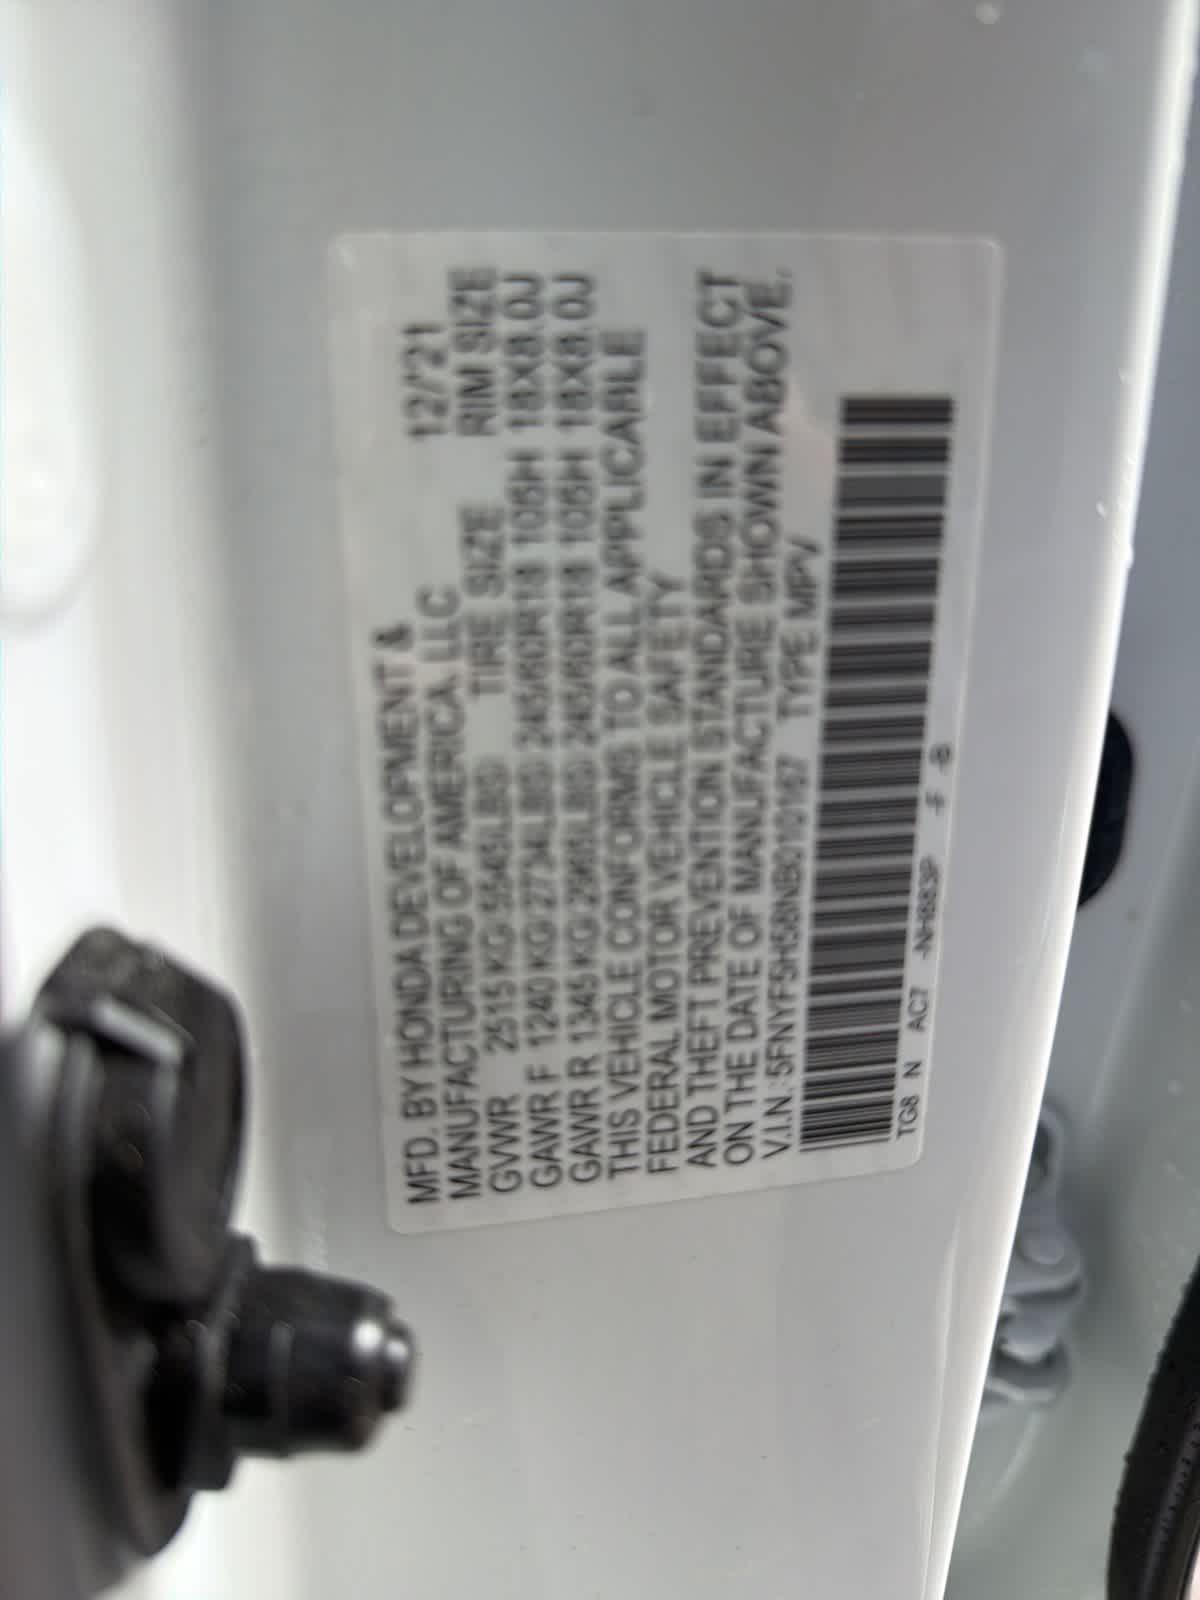 MFD. BY HONDA DEVELOPMENT & 12/'21
MANUFACTURING OF AMERICA, LLC
TIRE SIZE RIM SIZE
GVWR 2515 KG(5545LBS)
GAWR F 1240 KG(2734LBS) 245/60R18 105H 18X8.0J
GAWR R 1345 KG(2965LBS) 245/60R18 105H 18X8.0J
THIS VEHICLE CONFORMS TO ALL APPLICABLE
FEDERAL MOTOR VEHICLE SAFETY
AND THEFT PREVENTION STANDARDS IN EFFECT
ON THE DATE OF MANUFACTURE SHOWN ABOVE.
V.I.N.: TYPE MPV
TG8 N AC7 -NH883P -F -B